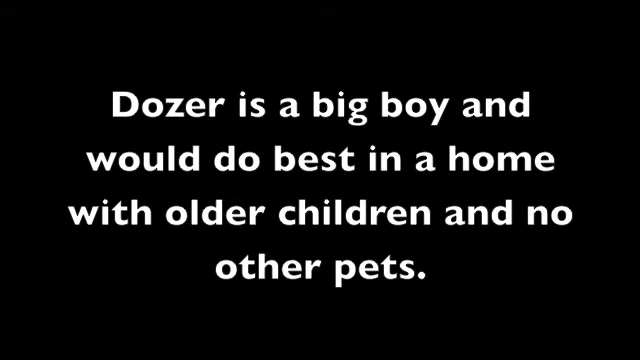 Dozer is a big boy and
would do best in a home
with older children and no
other pets.